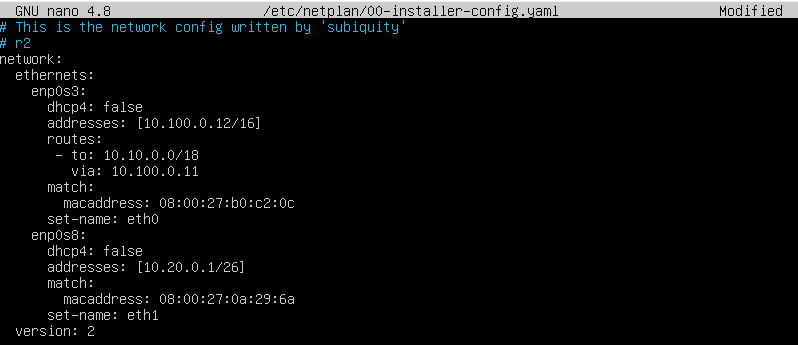 GNU nano 4.8 /etc/netplan/00-installer-config.yaml Modified
# This is the network config written by 'subiquity'
# r2
network:
  ethernets:
    enp0s3:
      dhcp4: false
      addresses: [10.100.0.12/16]
      routes:
       - to: 10.10.0.0/18
         via: 10.100.0.11
      match:
        macaddress: 08:00:27:b0:c2:0c
      set-name: eth0
    enp0s8:
      dhcp4: false
      addresses: [10.20.0.1/26]
      match:
        macaddress: 08:00:27:0a:29:6a
      set-name: eth1
  version: 2